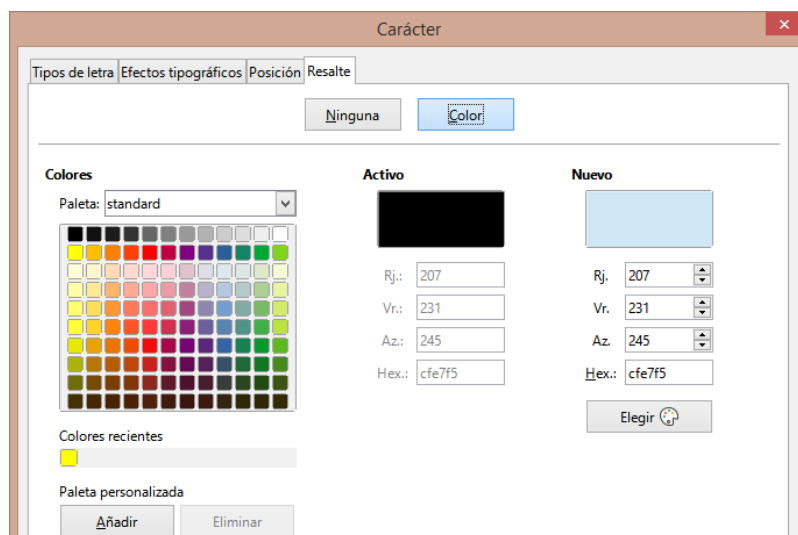 Carácter
Tipos de letra Efectos tipográficos Posición Resalte
Ninguna Color
Colores Activo Nuevo
Paleta: standard
Rj.: 207 Rj. 207
Vr.: 231 Vr. 231
Az.: 245 Az. 245
Hex.: cfe7f5 Hex.: cfe7f5
Elegir
Colores recientes
Paleta personalizada
Añadir Eliminar